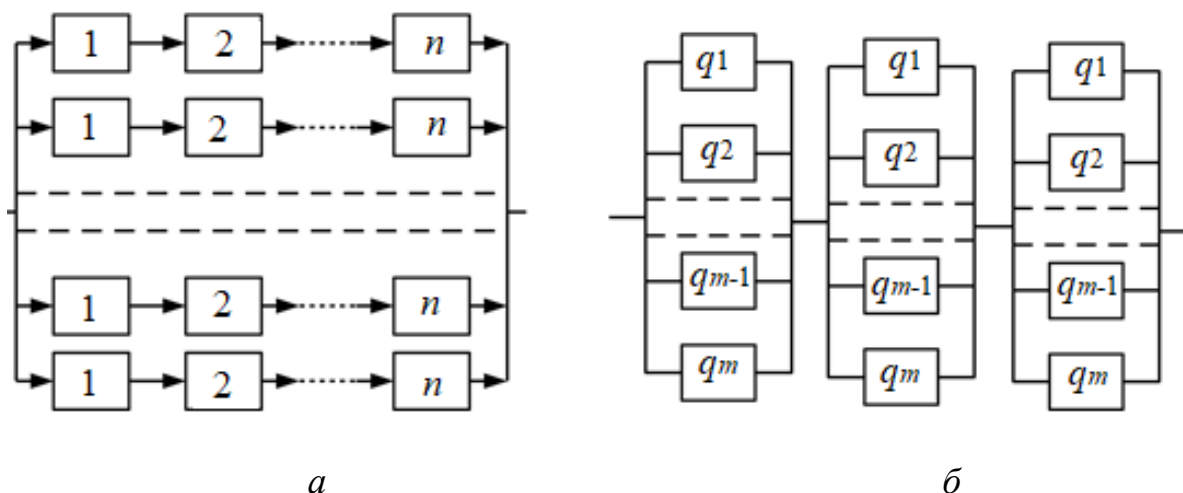 1 2 n
1 2 n
1 2 n
1 2 n
q1 q1 q1
q2 q2 q2
qm-1 qm-1 qm-1
qm qm qm
а б